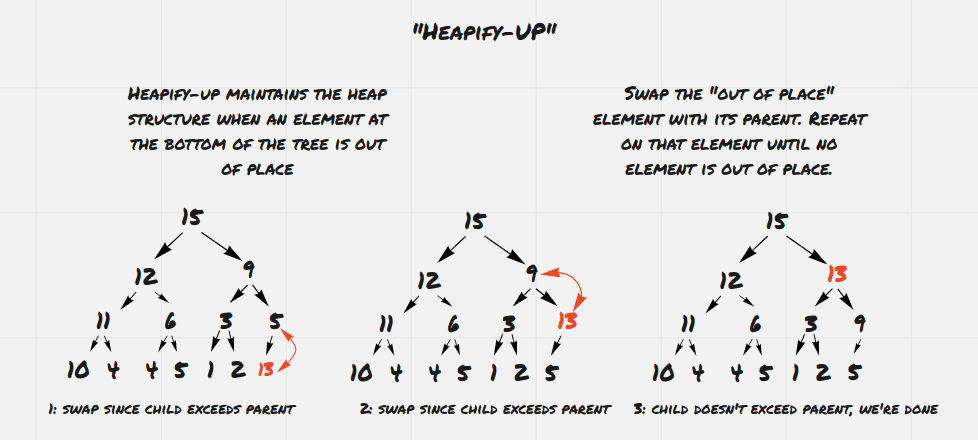 "HEAPIFY-UP"
HEAPIFY-UP MAINTAINS THE HEAP
STRUCTURE WHEN AN ELEMENT AT
THE BOTTOM OF THE TREE IS OUT
OF PLACE
SWAP THE "OUT OF PLACE"
ELEMENT WITH ITS PARENT. REPEAT
ON THAT ELEMENT UNTIL NO
ELEMENT IS OUT OF PLACE.
15
12 9
11 6 3 5
10 4 4 5 1 2 13
1: SWAP SINCE CHILD EXCEEDS PARENT
15
12 9
11 6 3 13
10 4 4 5 1 2 5
2: SWAP SINCE CHILD EXCEEDS PARENT
15
12 13
11 6 3 9
10 4 4 5 1 2 5
3: CHILD DOESN'T EXCEED PARENT, WE'RE DONE